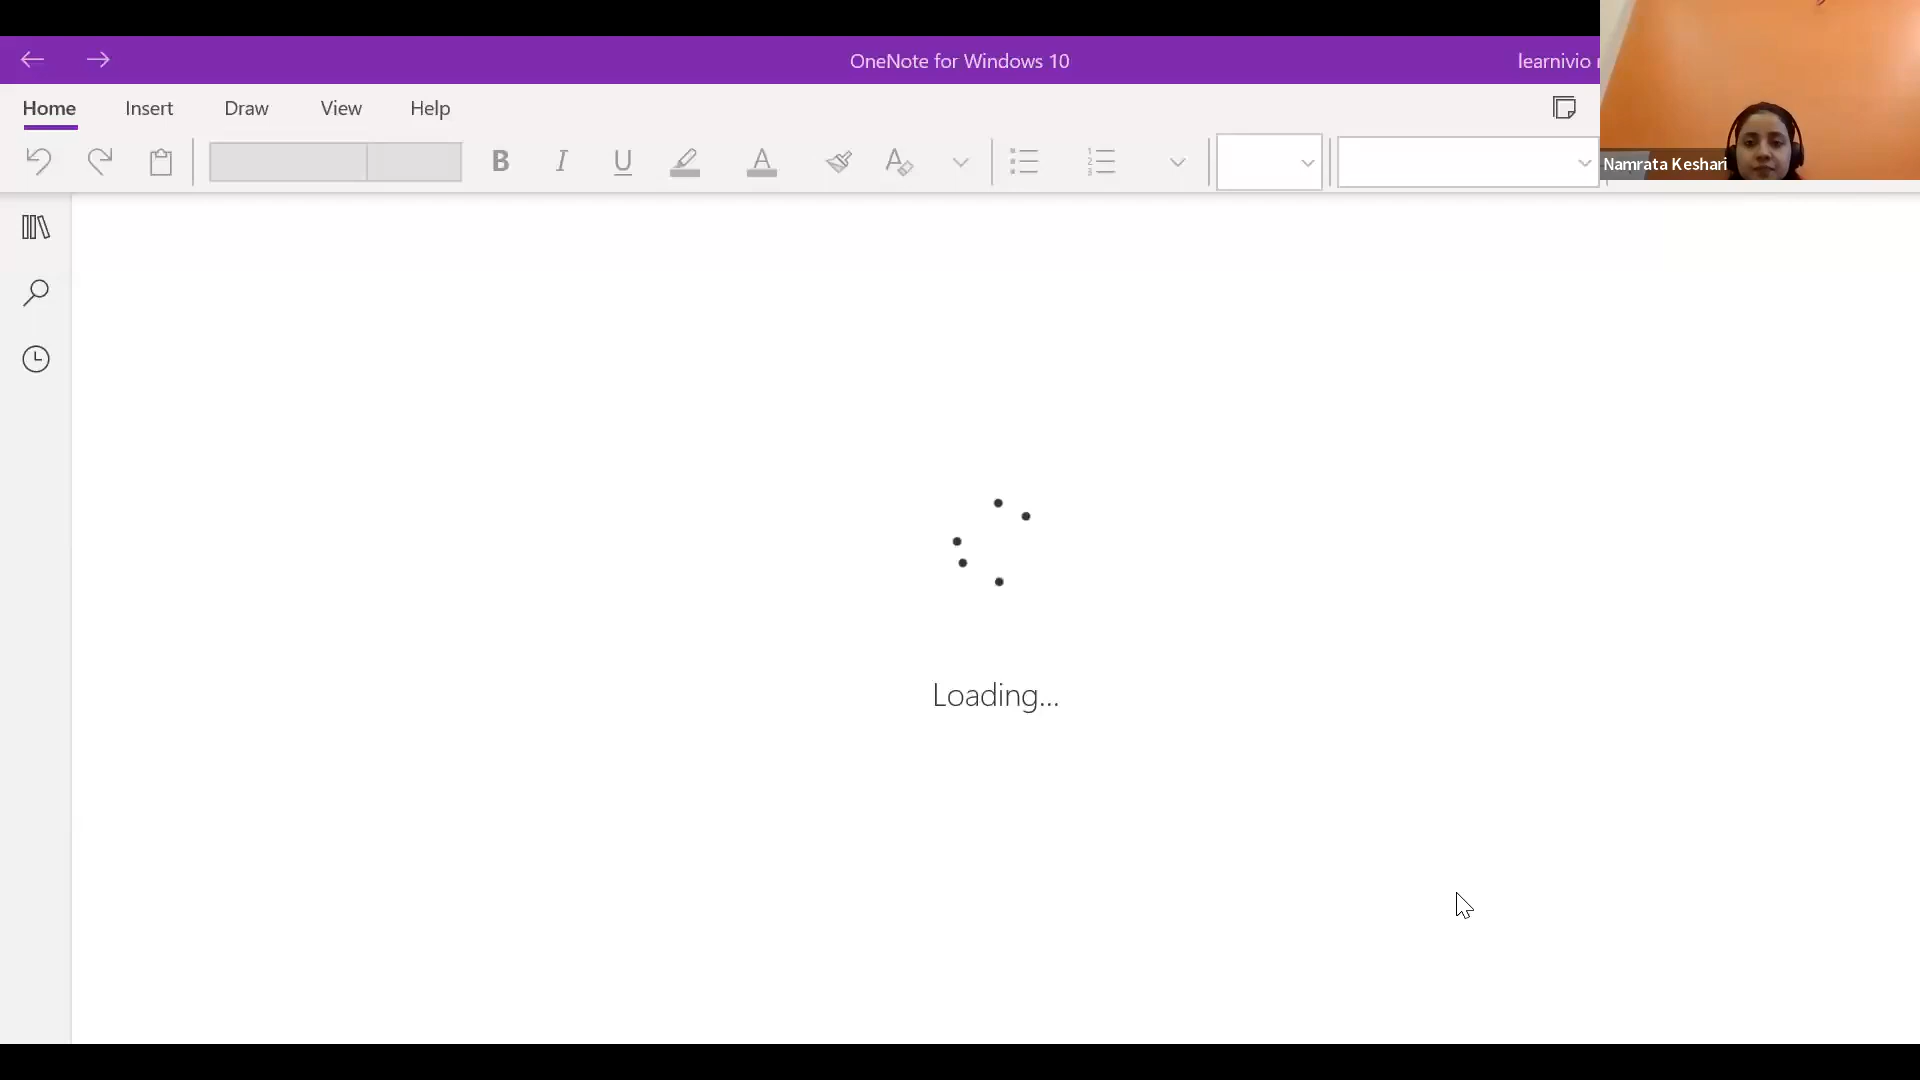 OneNote for Windows 10
learnivio
Home Insert Draw View Help
B I U A A
Namrata Keshari
Loading...